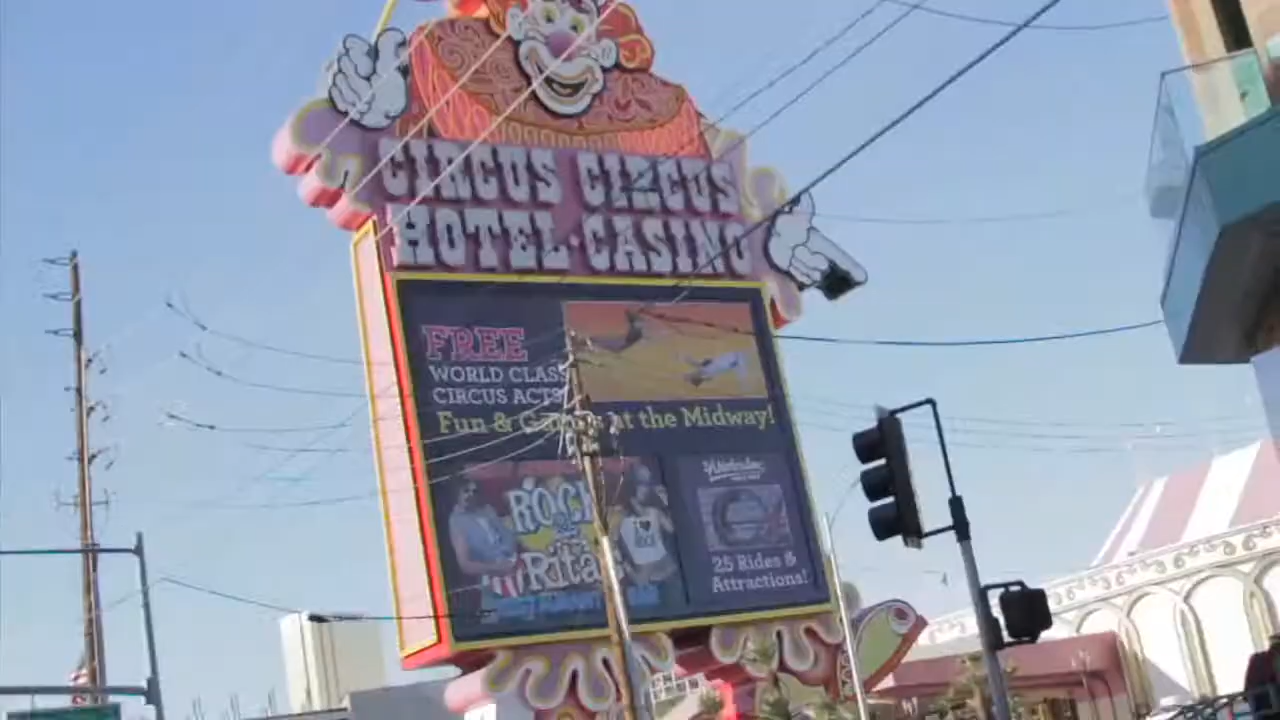 CIRCUS CIRCUS
HOTEL·CASINO
FREE
WORLD CLASS
CIRCUS ACTS
Fun & Games at the Midway!
ROCK
Rita
25 Rides &
Attractions!
I